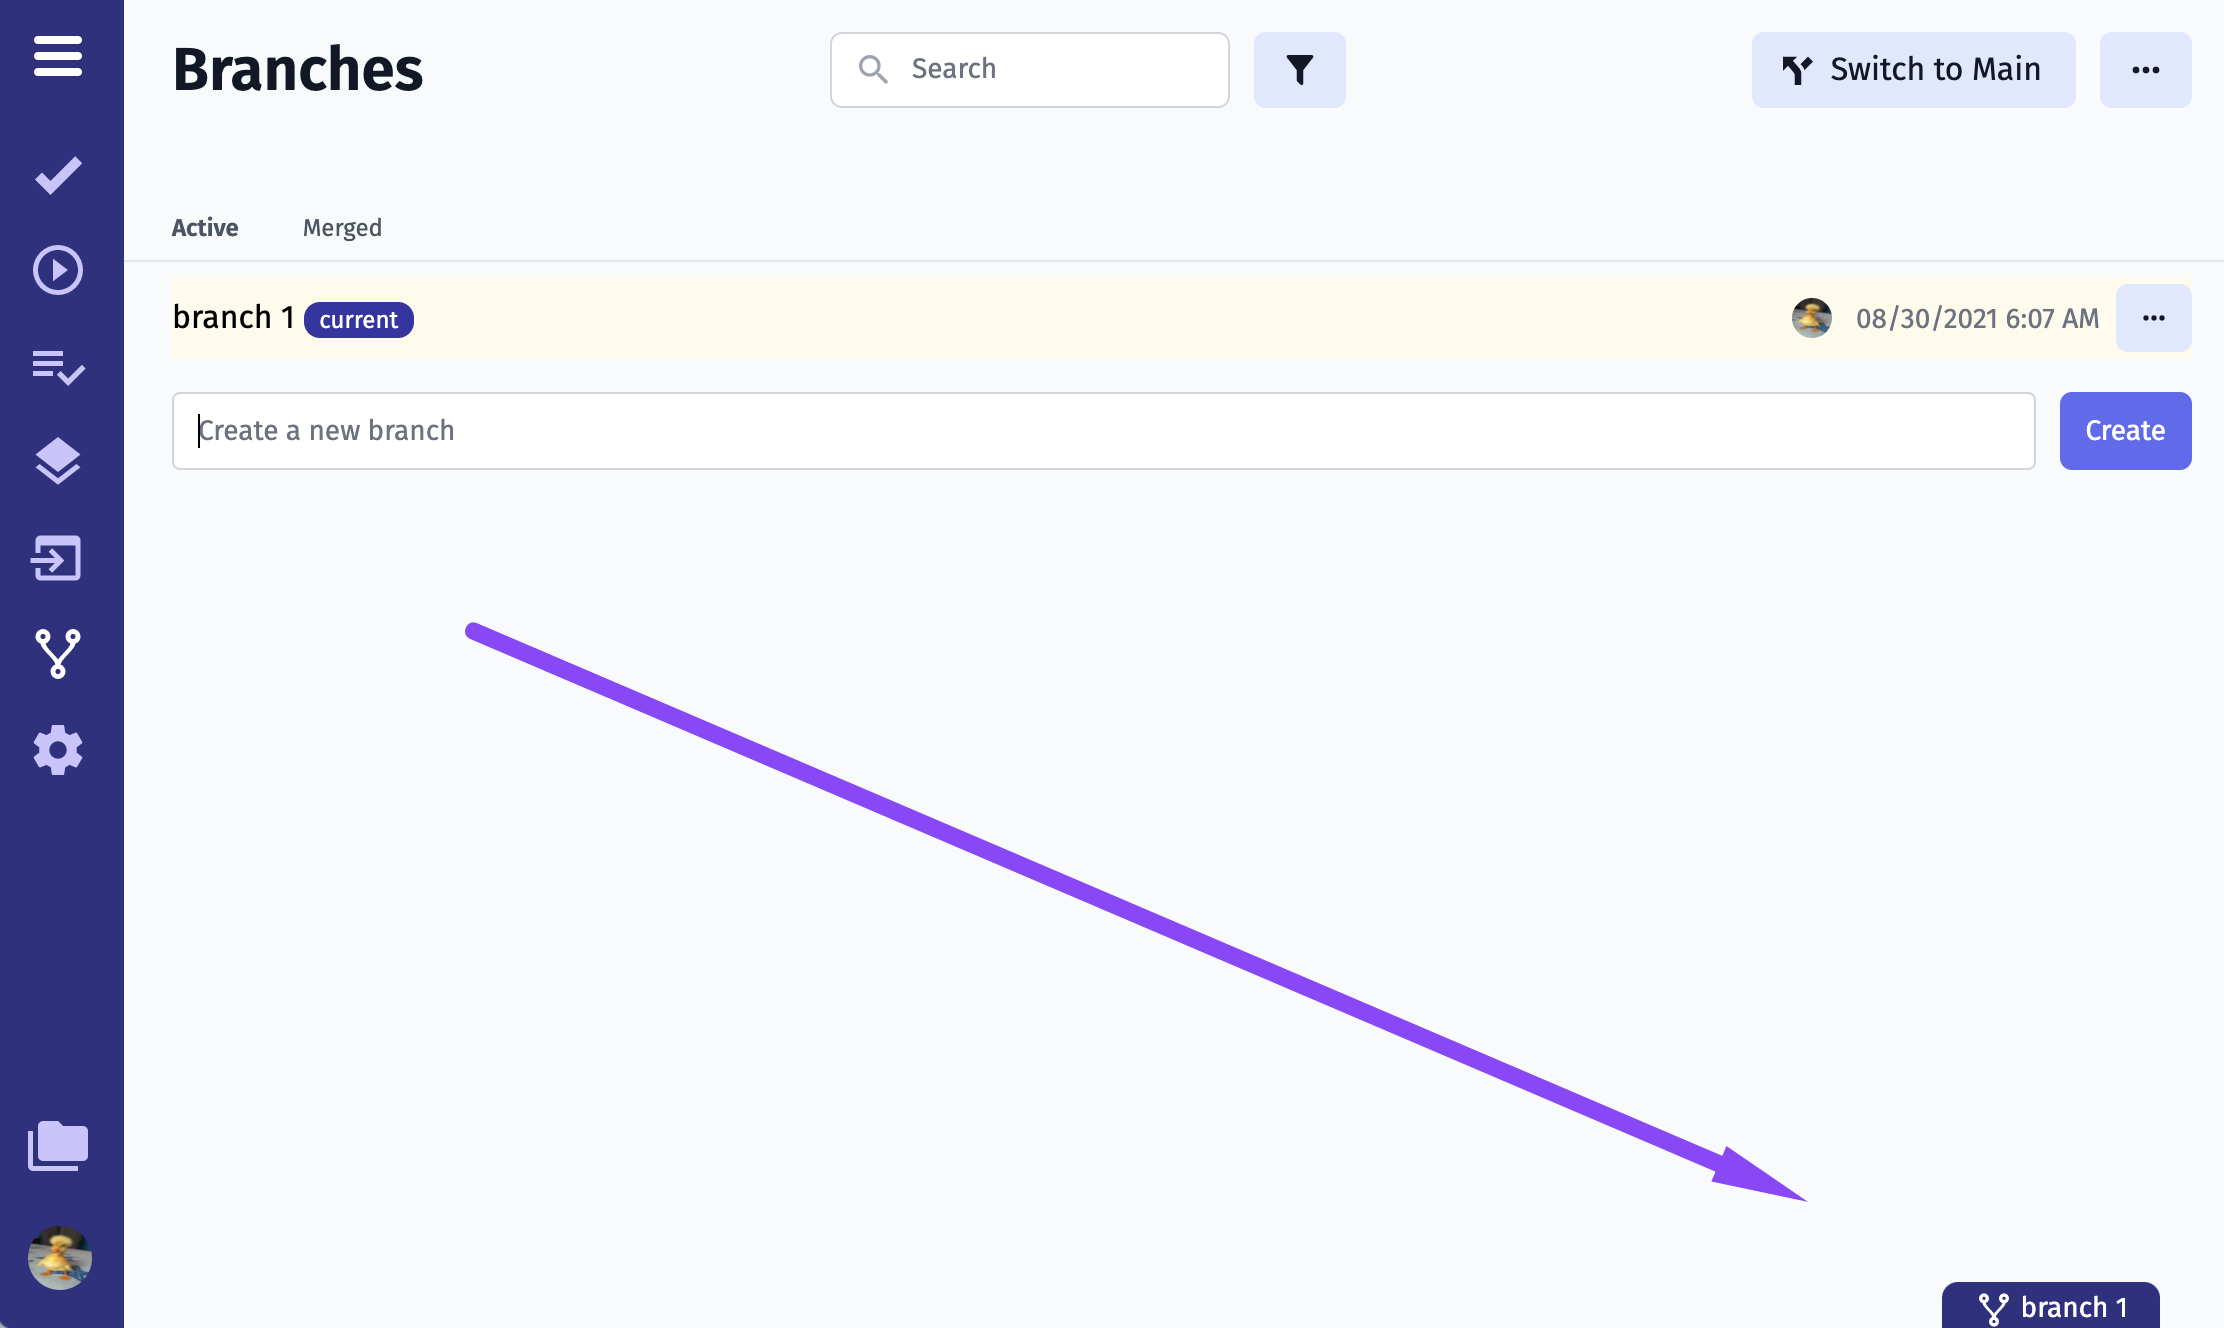 Branches
Search
Switch to Main
Active
Merged
branch 1 current
08/30/2021 6:07 AM
Create a new branch
Create
branch 1